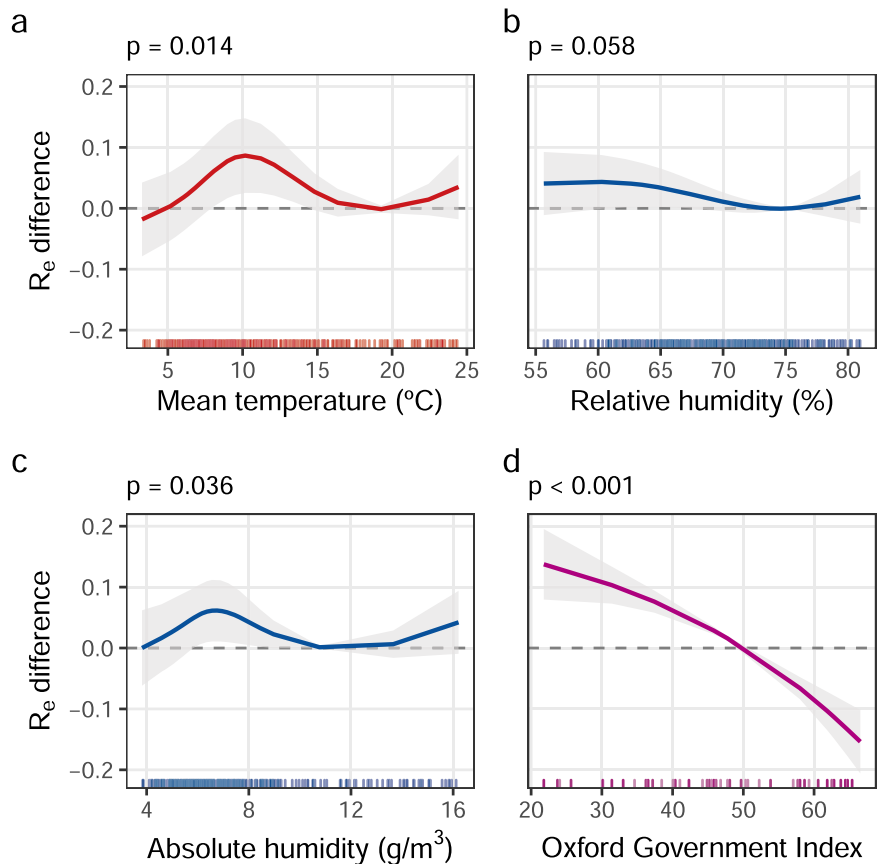 a
p = 0.014
0.2
0.1
0.0
−0.1
−0.2
Re difference
5 10 15 20 25
Mean temperature (ºC)
b
p = 0.058
55 60 65 70 75 80
Relative humidity (%)
c
p = 0.036
0.2
0.1
0.0
−0.1
−0.2
Re difference
4 8 12 16
Absolute humidity (g/m³)
d
p < 0.001
20 30 40 50 60
Oxford Government Index